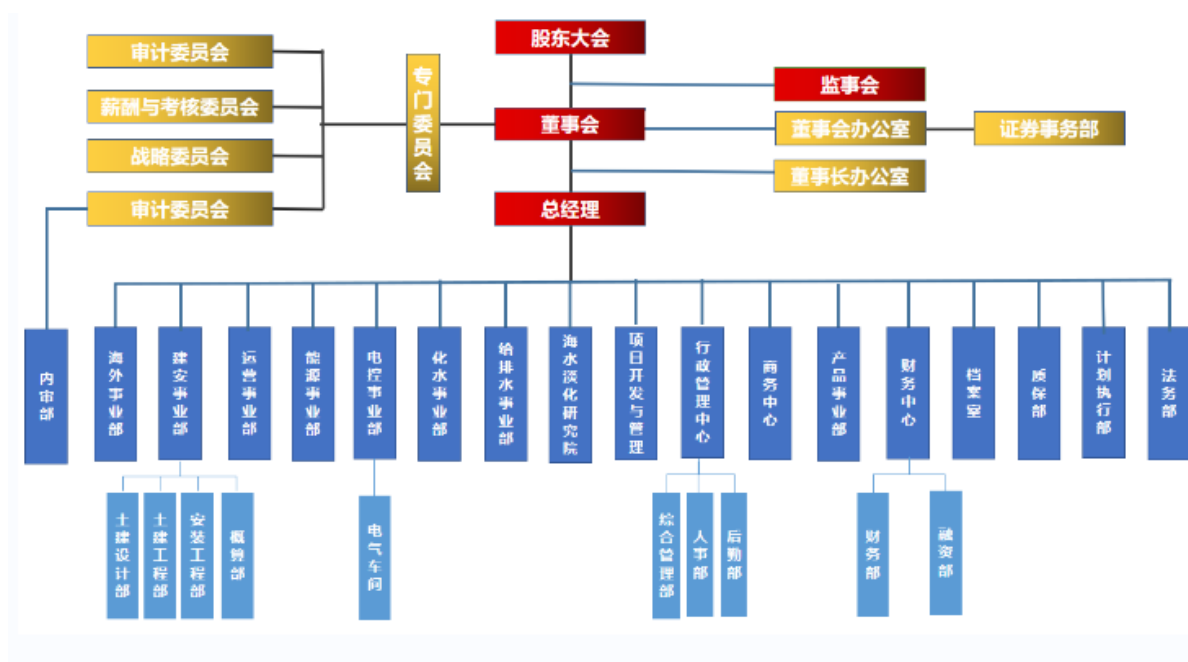 股东大会
审计委员会
监事会
薪酬与考核委员会
专门委员会
董事会
董事会办公室
证券事务部
战略委员会
董事长办公室
审计委员会
总经理
内审部
海外事业部
建安事业部
运营事业部
能源事业部
电控事业部
化水事业部
给排水事业部
海水淡化研究院
项目开发与管理
行政管理中心
商务中心
产品事业部
财务中心
档案室
质保部
计划执行部
法务部
土建设计部
土建工程部
安装工程部
概算部
电气车间
综合管理部
人事部
后勤部
财务部
融资部